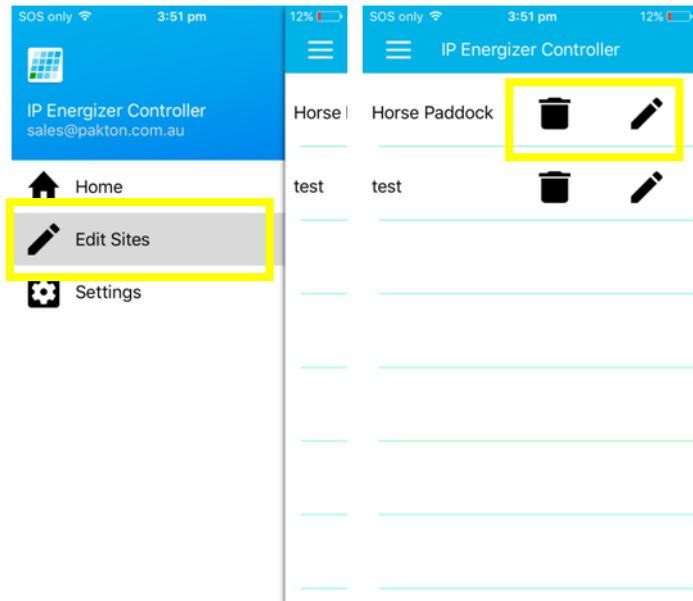 SOS only 3:51 pm 12%
IP Energizer Controller
sales@pakton.com.au
Horse
Home
test
Edit Sites
Settings
SOS only 3:51 pm 12%
IP Energizer Controller
Horse Paddock
test